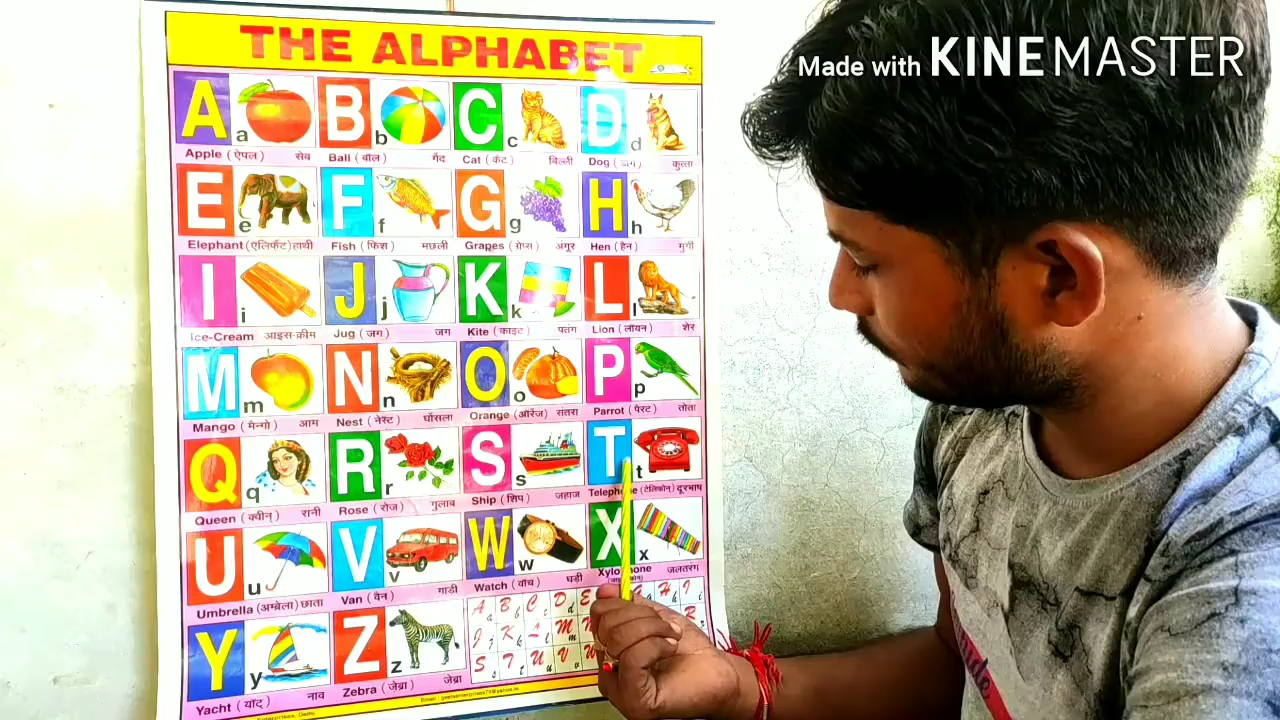 Made with KINEMASTER
THE ALPHABET
A a B b C c D d
Apple (ऐपल) सेब Ball (बॉल) गेंद Cat (कॅट) बिल्ली Dog (डॉग) कुत्ता
E e F f G g H h
Elephant (एलिफॅंट) हाथी Fish (फिश) मछली Grapes (ग्रेप्स) अंगूर Hen (हैन) मुर्गी
I i J j K k L l
Ice-Cream आइस-क्रीम Jug (जग) जग Kite (काइट) पतंग Lion (लॉयन) शेर
M m N n O o P p
Mango (मैन्गो) आम Nest (नेस्ट) घोंसला Orange (ऑरेंज) संतरा Parrot (पैरट) तोता
Q q R r S s T t
Queen (क्वीन्) रानी Rose (रोज) गुलाब Ship (शिप) जहाज Telephone (टेलिफोन्) दूरभाष
U u V v W w X x
Umbrella (अम्ब्रेला) छाता Van (वैन) गाडी Watch (वॉच) घडी Xylophone जलतरंग
Y y Z z
Yacht (यॉट्) नाव Zebra (जेब्रा) जेब्रा
A a B b C c D d E H h I
J j K k L l M m N R
S s T t U u V v W